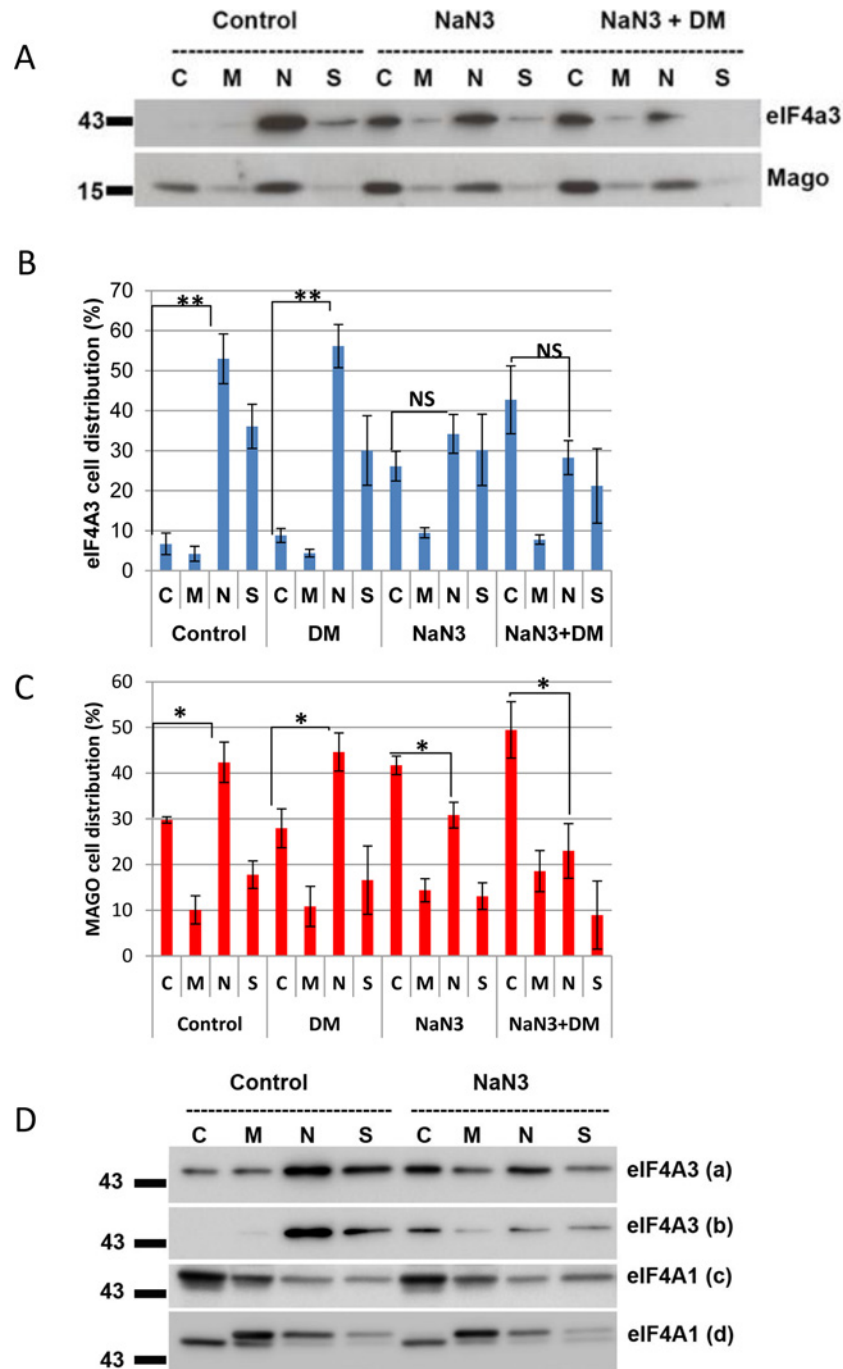 Control NaN3 NaN3 + DM
A
C M N S C M N S C M N S
43 eIF4a3
15 Mago
B
eIF4A3 cell distribution (%)
70
60
50
40
30
20
10
0
** ** NS NS
C M N S C M N S C M N S C M N S
Control DM NaN3 NaN3+DM
C
MAGO cell distribution (%)
60
50
40
30
20
10
0
* * * *
C M N S C M N S C M N S C M N S
Control DM NaN3 NaN3+DM
Control NaN3
D
C M N S C M N S
43 eIF4A3 (a)
43 eIF4A3 (b)
43 eIF4A1 (c)
43 eIF4A1 (d)